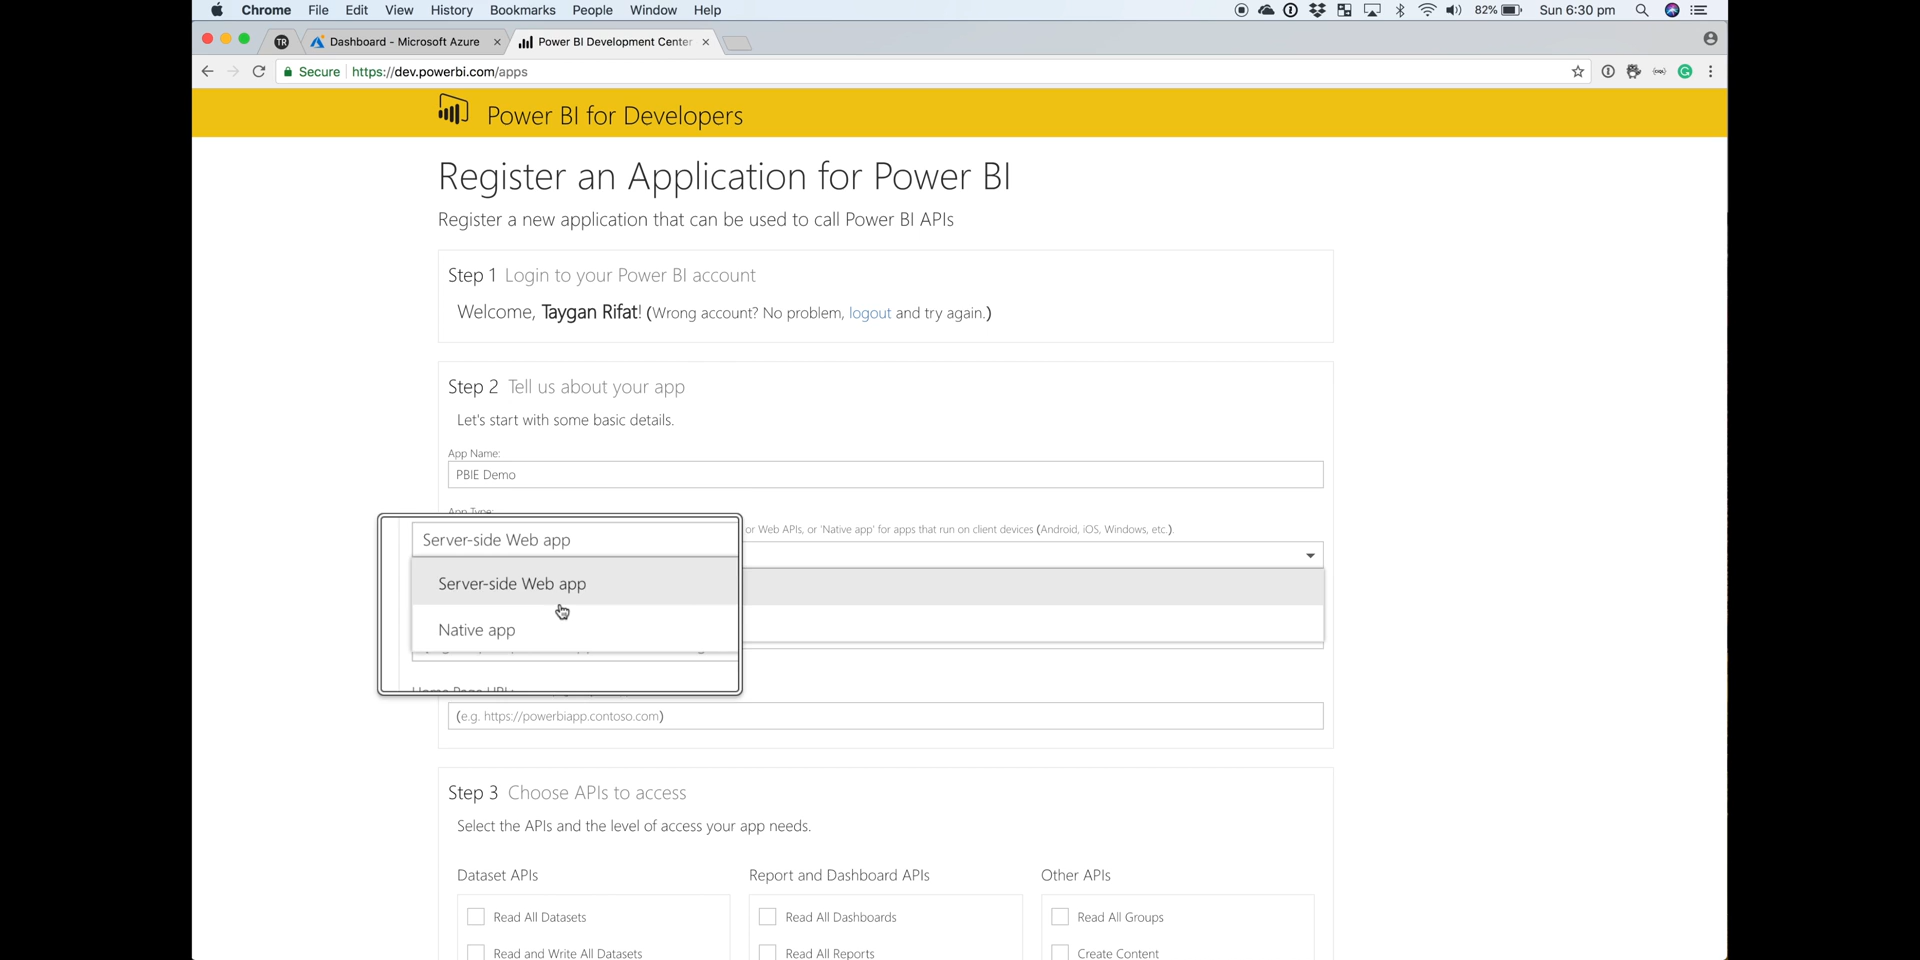 Chrome File Edit View History Bookmarks People Window Help 82% Sun 6:30 pm
TR Dashboard - Microsoft Azure Power BI Development Center
Secure https://dev.powerbi.com/apps
Power BI for Developers
Register an Application for Power BI
Register a new application that can be used to call Power BI APIs
Step 1 Login to your Power BI account
Welcome, Taygan Rifat! (Wrong account? No problem, logout and try again.)
Step 2 Tell us about your app
Let's start with some basic details.
App Name:
PBIE Demo
App Type:
or Web APIs, or 'Native app' for apps that run on client devices (Android, iOS, Windows, etc.).
Server-side Web app
Server-side Web app
Native app
Home Page URL:
(e.g. https://powerbiapp.contoso.com)
Step 3 Choose APIs to access
Select the APIs and the level of access your app needs.
Dataset APIs Report and Dashboard APIs Other APIs
Read All Datasets Read All Dashboards Read All Groups
Read and Write All Datasets Read All Reports Create Content